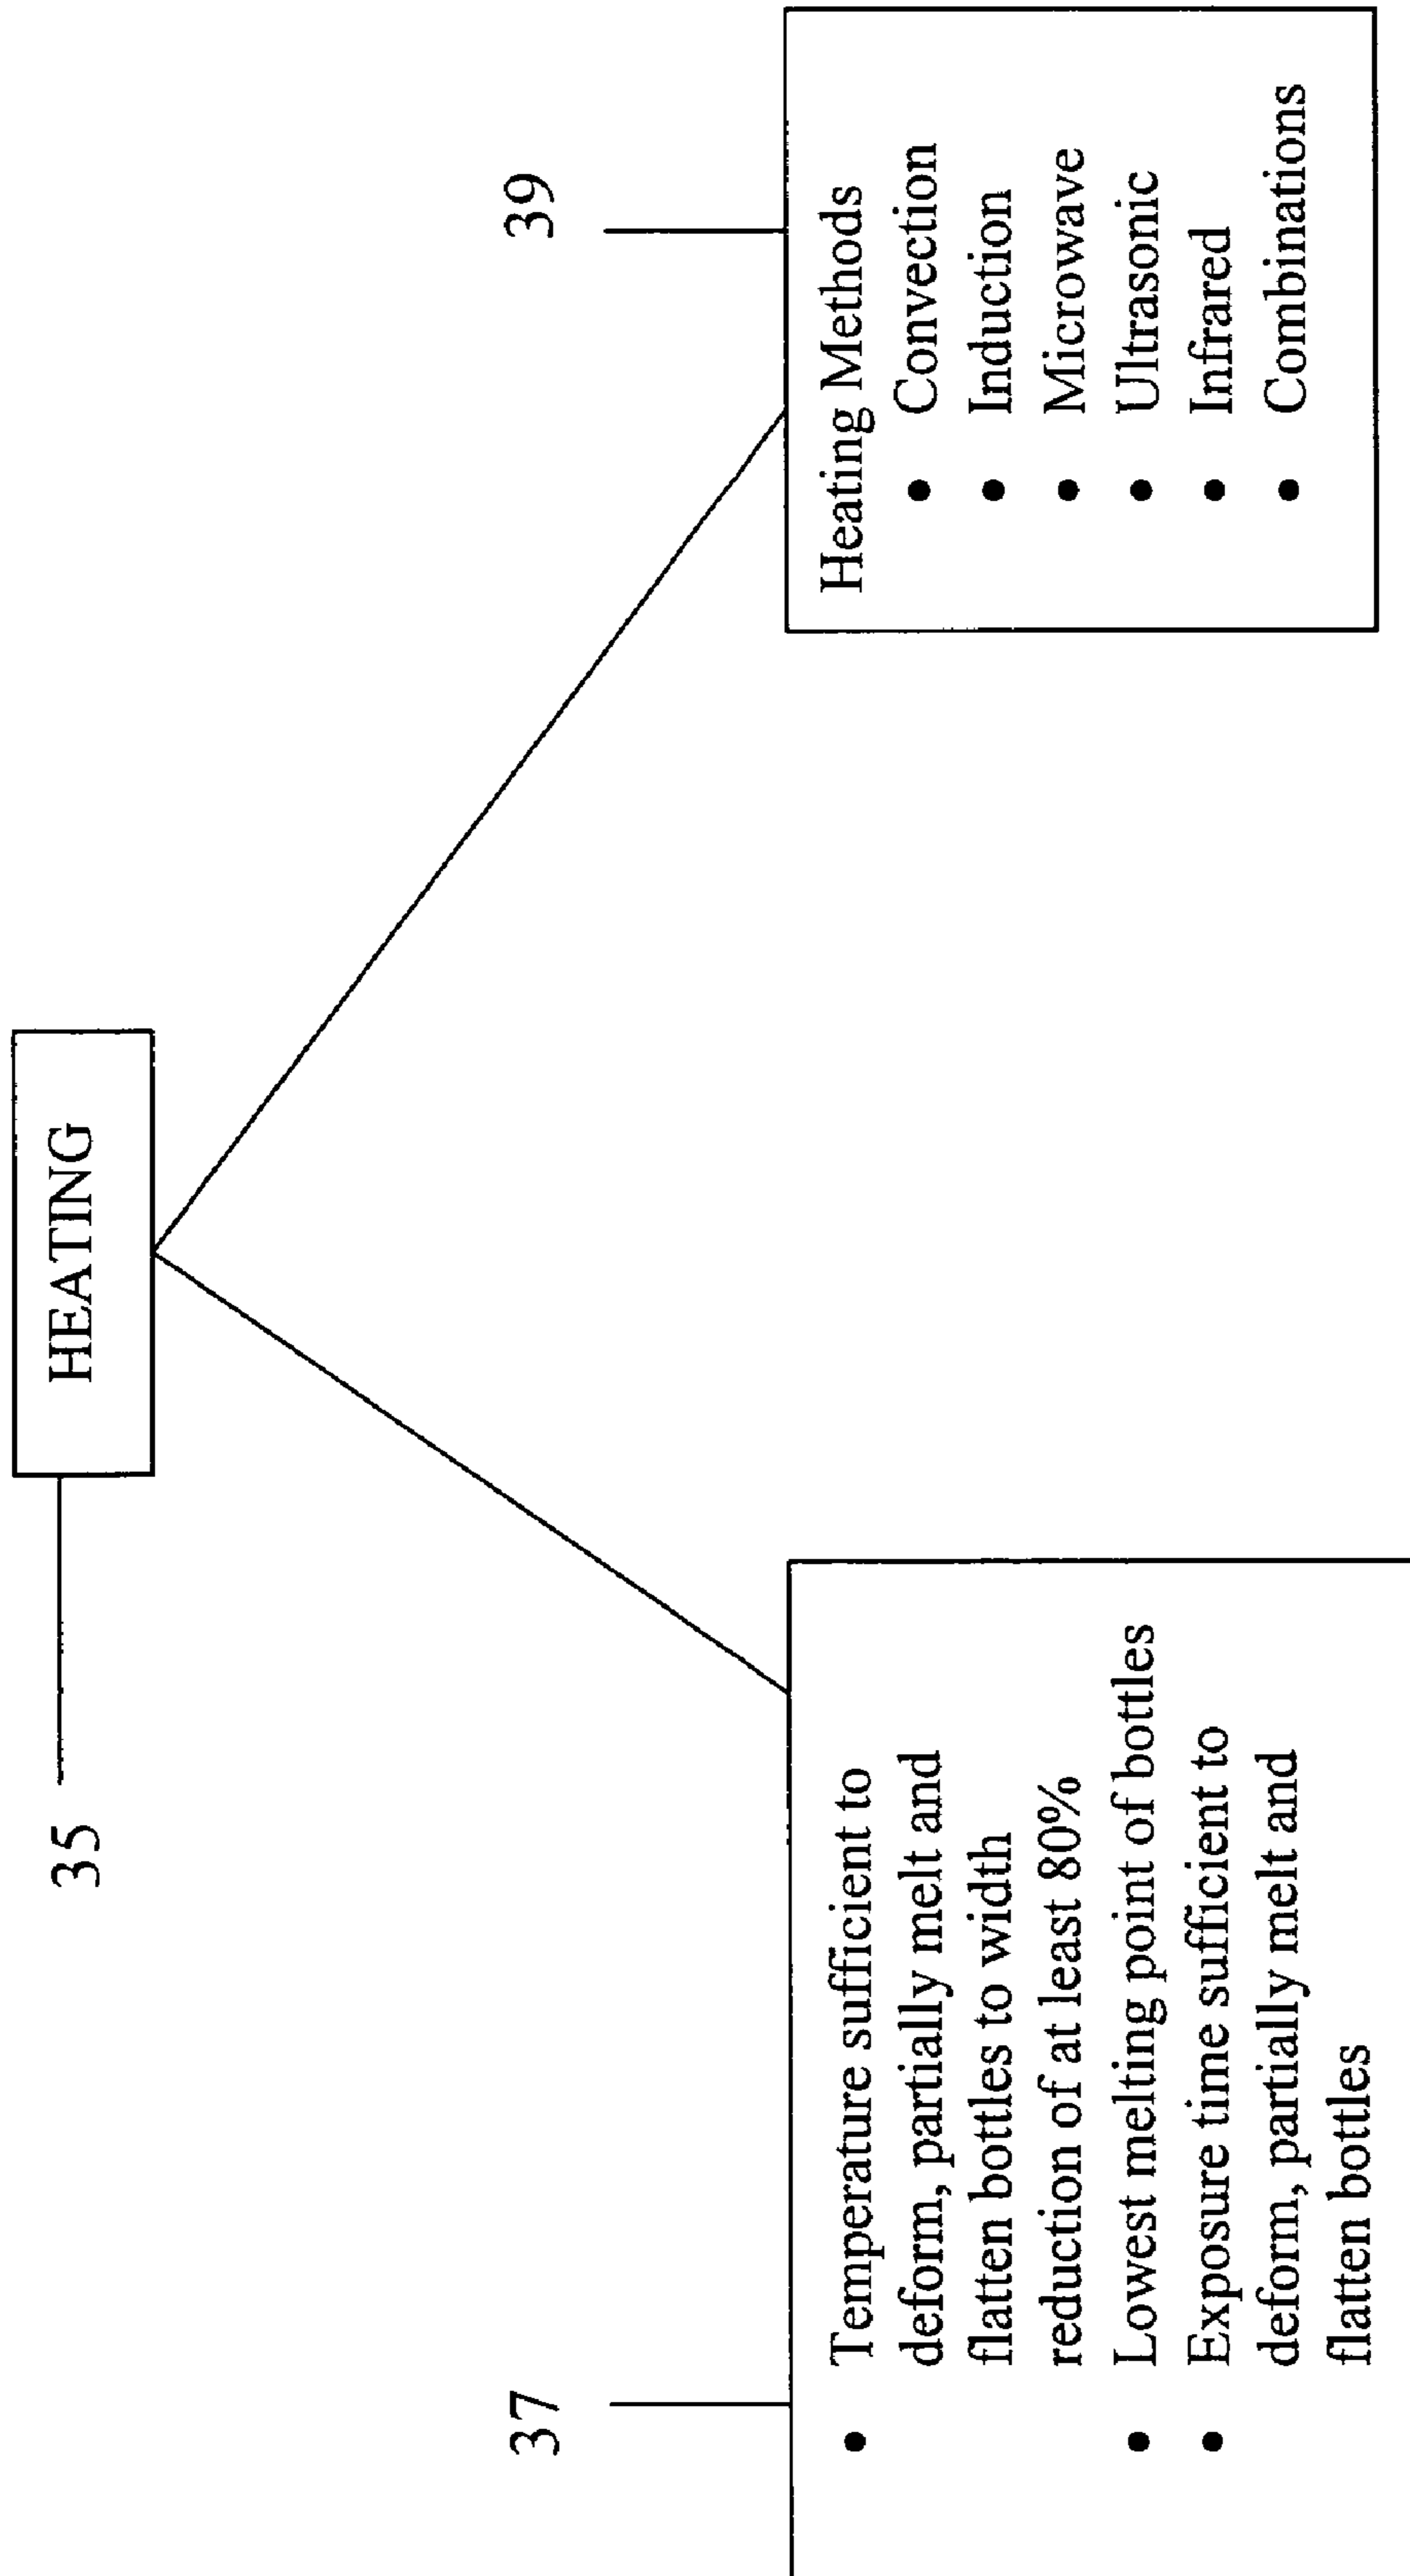 35
HEATING
37
• Temperature sufficient to
deform, partially melt and
flatten bottles to width
reduction of at least 80%
• Lowest melting point of bottles
• Exposure time sufficient to
deform, partially melt and
flatten bottles
39
Heating Methods
• Convection
• Induction
• Microwave
• Ultrasonic
• Infrared
• Combinations